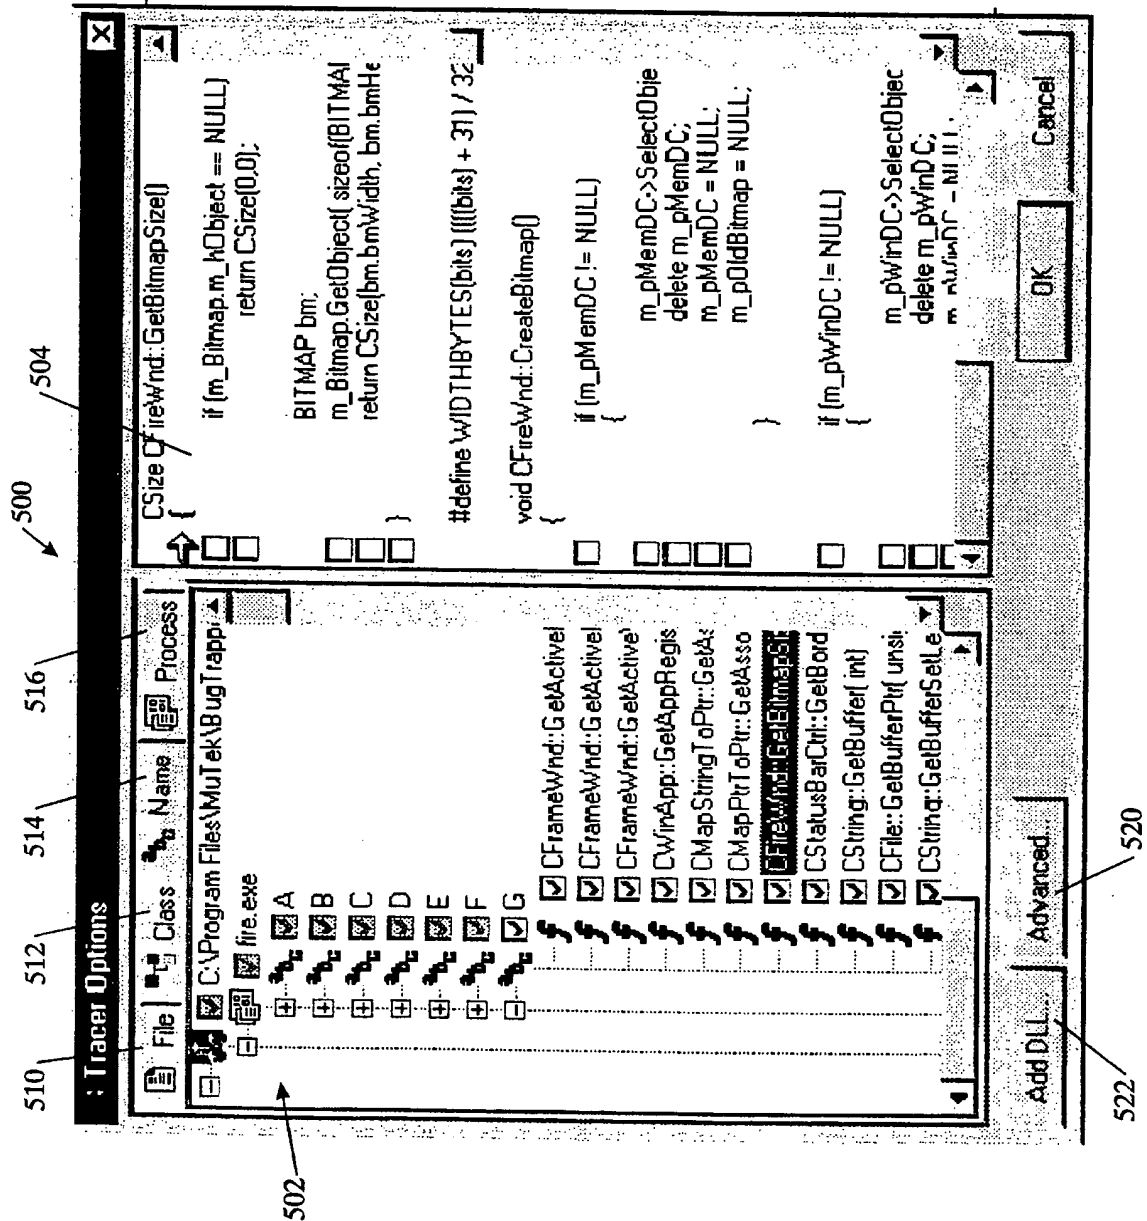 500
: Tracer Options
510
512
514
516
504
File
Class
Name
Process
C:\Program Files\MuTek\BugTrapp
fire.exe
A
B
C
D
E
F
G
CFrameWnd::GetActive
CFrameWnd::GetActive
CFrameWnd::GetActive
CWinApp::GetAppRegis
CMapStringToPtr::GetA
CMapPtrToPtr::GetAsso
CFireWnd::GetBitmapSi
CStatusBarCtrl::GetBord
CString::GetBuffer( int)
CFile::GetBufferPtr( unsi
CString::GetBufferSetLe
502
CSize CFireWnd::GetBitmapSize()
{
if (m_Bitmap.m_hObject == NULL)
return CSize(0,0);
BITMAP bm;
m_Bitmap.GetObject( sizeof(BITMA
return CSize(bm.bmWidth, bm.bmHe
}
#define WIDTHBYTES(bits) ((((bits) + 31) / 32
void CFireWnd::CreateBitmap()
{
if (m_pMemDC != NULL)
{
m_pMemDC->SelectObje
delete m_pMemDC;
m_pMemDC = NULL;
m_pOldBitmap = NULL;
}
if (m_pWinDC != NULL)
{
m_pWinDC->SelectObjec
delete m_pWinDC;
m_pWinDC = NULL;
Add DLL...
Advanced...
OK
Cancel
522
520